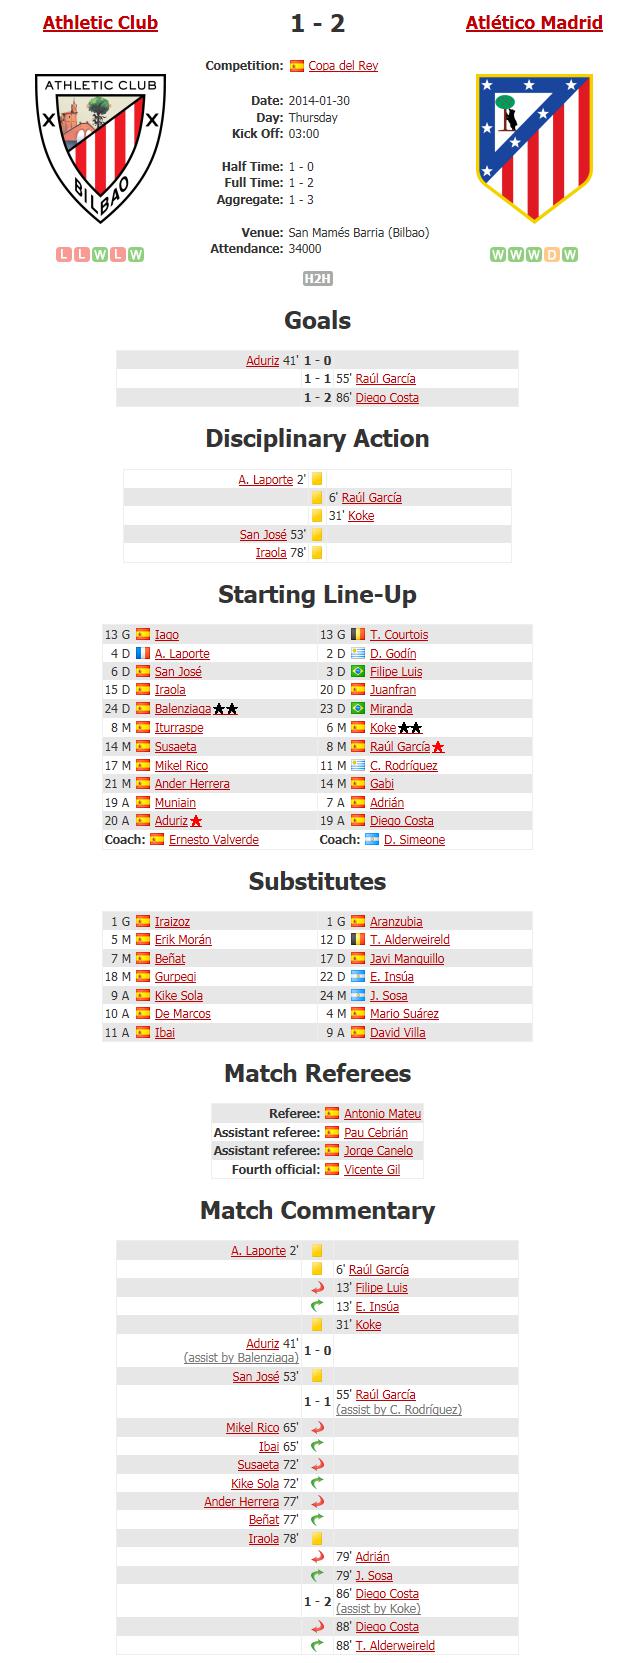 Athletic Club 1 - 2 Atlético Madrid
ATHLETIC CLUB
BILBAO
Competition: Copa del Rey
Date: 2014-01-30
Day: Thursday
Kick Off: 03:00
Half Time: 1 - 0
Full Time: 1 - 2
Aggregate: 1 - 3
Venue: San Mamés Barria (Bilbao)
Attendance: 34000
L L W L W
W W W D W
H2H
Goals
Aduriz 41' 1 - 0
1 - 1 55' Raúl García
1 - 2 86' Diego Costa
Disciplinary Action
A. Laporte 2'
6' Raúl García
31' Koke
San José 53'
Iraola 78'
Starting Line-Up
13 G Iago 13 G T. Courtois
4 D A. Laporte 2 D D. Godín
6 D San José 3 D Filipe Luis
15 D Iraola 20 D Juanfran
24 D Balenziaga 23 D Miranda
8 M Iturraspe 6 M Koke
14 M Susaeta 8 M Raúl García
17 M Mikel Rico 11 M C. Rodríguez
21 M Ander Herrera 14 M Gabi
19 A Muniain 7 A Adrián
20 A Aduriz 19 A Diego Costa
Coach: Ernesto Valverde Coach: D. Simeone
Substitutes
1 G Iraizoz 1 G Aranzubia
5 M Erik Morán 12 D T. Alderweireld
7 M Beñat 17 D Javi Manquillo
18 M Gurpegi 22 D E. Insúa
9 A Kike Sola 24 M J. Sosa
10 A De Marcos 4 M Mario Suárez
11 A Ibai 9 A David Villa
Match Referees
Referee: Antonio Mateu
Assistant referee: Pau Cebrián
Assistant referee: Jorge Canelo
Fourth official: Vicente Gil
Match Commentary
A. Laporte 2'
6' Raúl García
13' Filipe Luis
13' E. Insúa
31' Koke
Aduriz 41' 1 - 0
(assist by Balenziaga)
San José 53'
1 - 1 55' Raúl García
(assist by C. Rodríguez)
Mikel Rico 65'
Ibai 65'
Susaeta 72'
Kike Sola 72'
Ander Herrera 77'
Beñat 77'
Iraola 78'
79' Adrián
79' J. Sosa
1 - 2 86' Diego Costa
(assist by Koke)
88' Diego Costa
88' T. Alderweireld